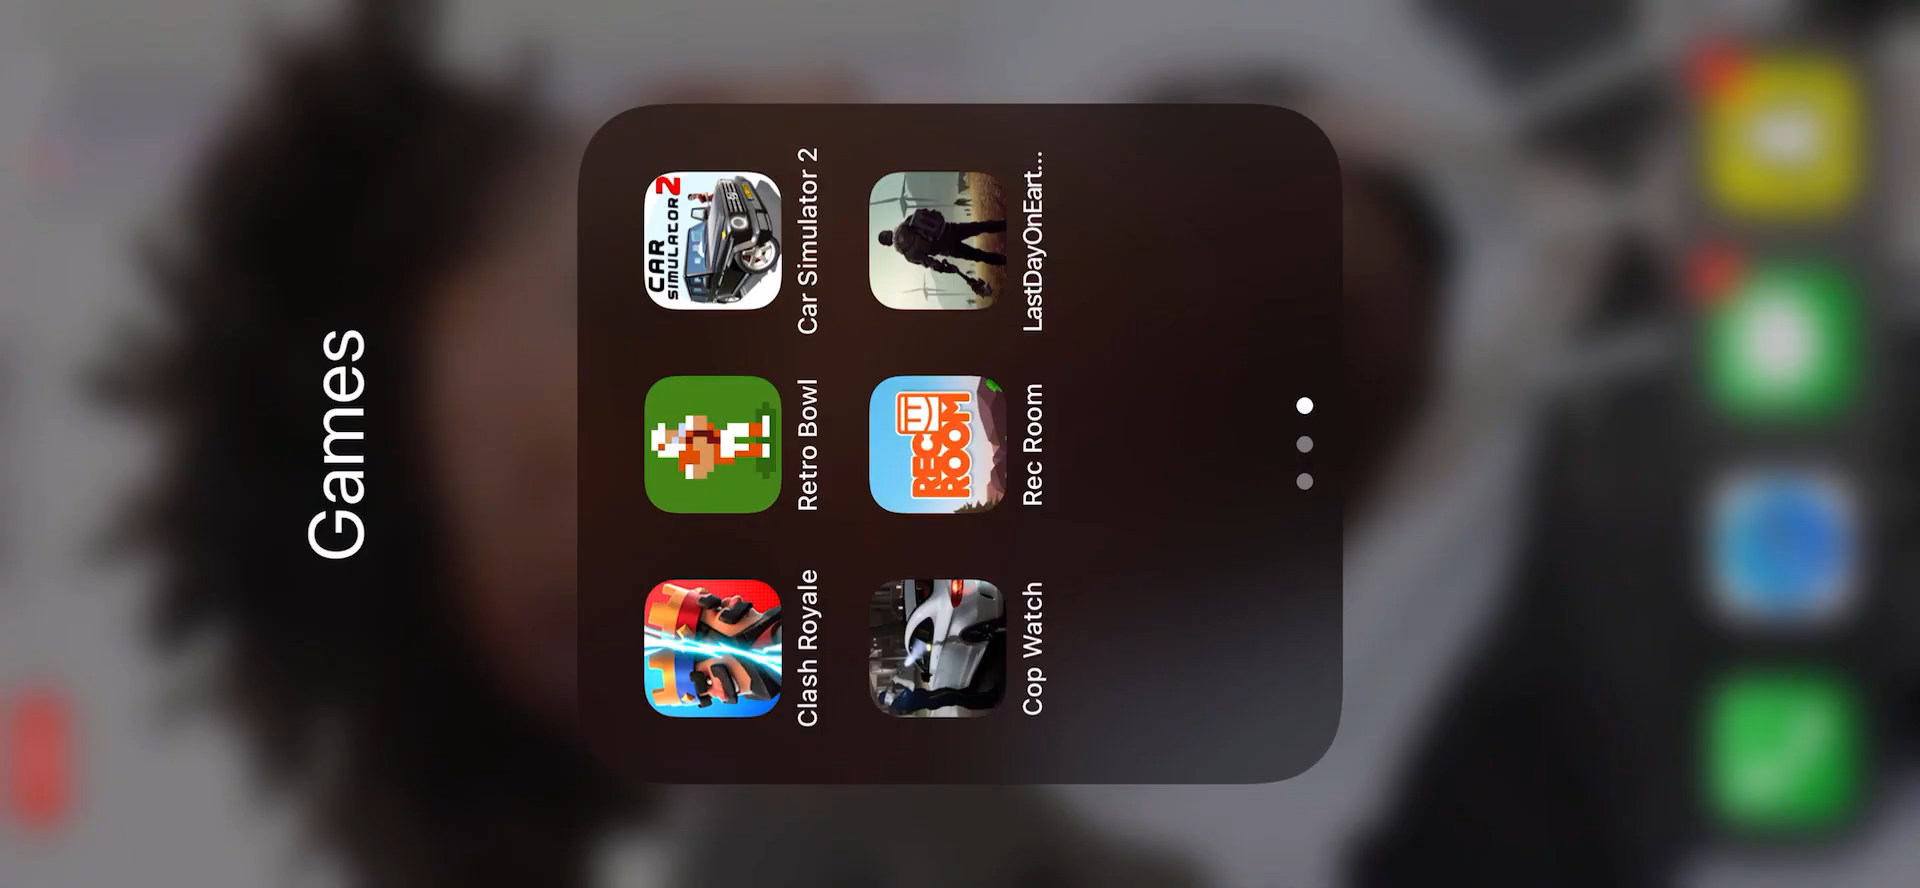 Games
CAR
SIMULATOR 2
Clash Royale
Retro Bowl
Car Simulator 2
REC
ROOM
Cop Watch
Rec Room
LastDayOnEart...